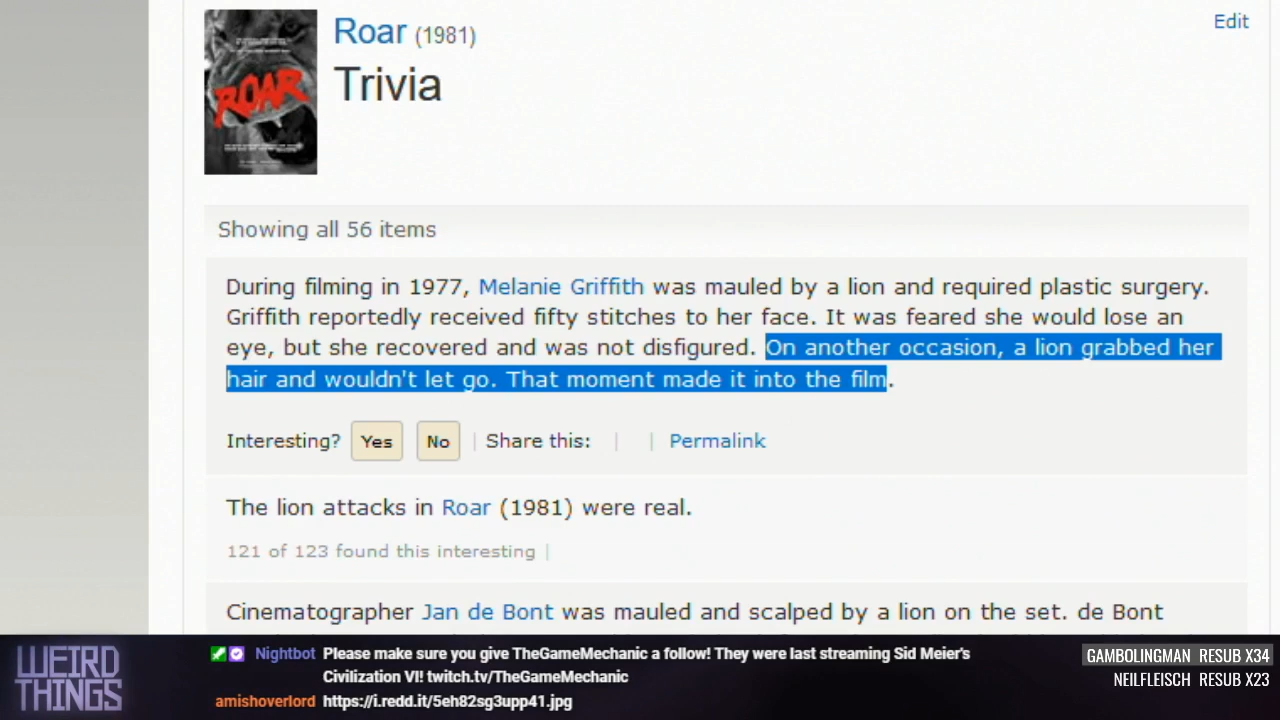 Roar (1981)
Edit
Trivia
ROAR
Showing all 56 items
During filming in 1977, Melanie Griffith was mauled by a lion and required plastic surgery.
Griffith reportedly received fifty stitches to her face. It was feared she would lose an
eye, but she recovered and was not disfigured. On another occasion, a lion grabbed her
hair and wouldn't let go. That moment made it into the film.
Interesting? Yes No | Share this: | | Permalink
The lion attacks in Roar (1981) were real.
121 of 123 found this interesting |
Cinematographer Jan de Bont was mauled and scalped by a lion on the set. de Bont
WEIRD
THINGS
Nightbot Please make sure you give TheGameMechanic a follow! They were last streaming Sid Meier's
Civilization VI! twitch.tv/TheGameMechanic
amishoverlord https://i.redd.it/5eh82sg3upp41.jpg
GAMBOLINGMAN RESUB X34
NEILFLEISCH RESUB X23